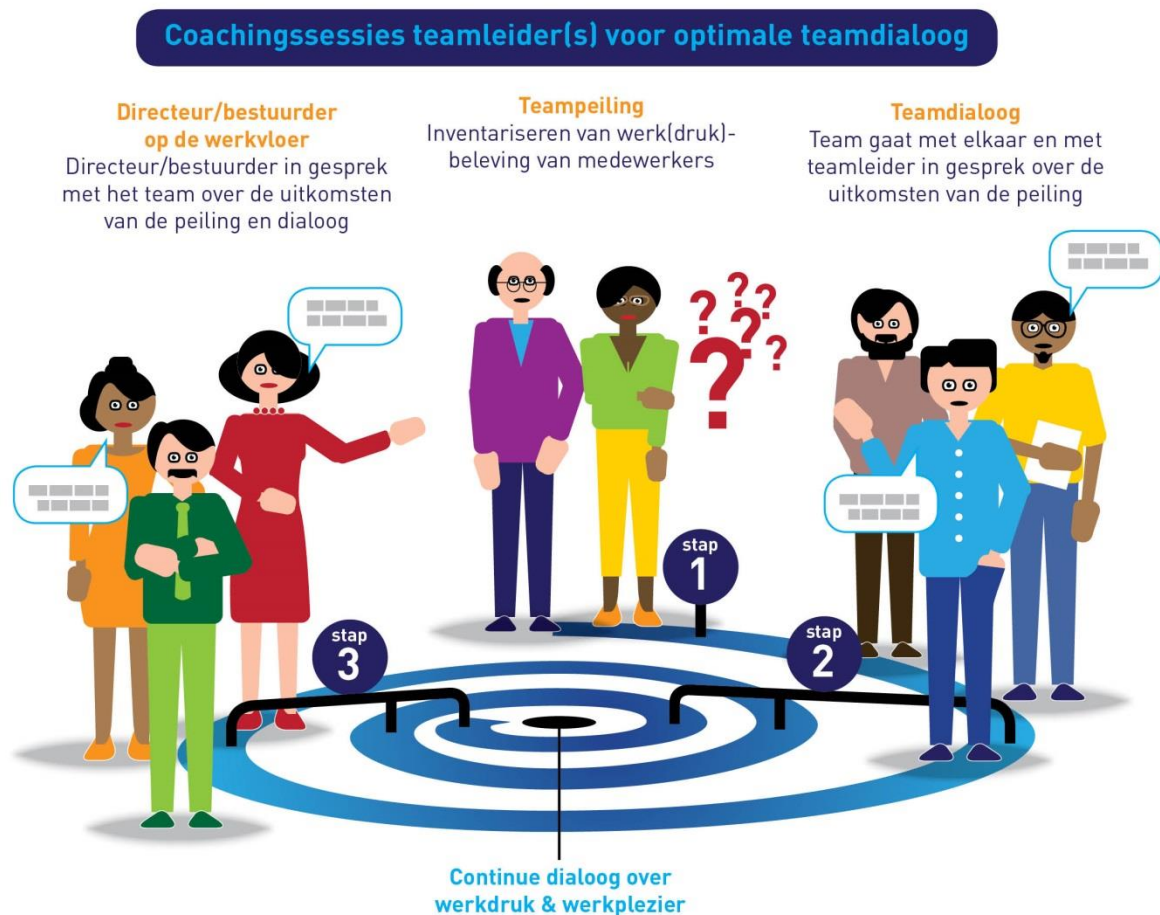 Coachingssessies teamleider(s) voor optimale teamdialoog
Directeur/bestuurder
op de werkvloer
Directeur/bestuurder in gesprek
met het team over de uitkomsten
van de peiling en dialoog
Teampeiling
Inventariseren van werk(druk)-
beleving van medewerkers
Teamdialoog
Team gaat met elkaar en met
teamleider in gesprek over de
uitkomsten van de peiling
? ? ? ? ? ? ?
stap
1
stap
2
stap
3
Continue dialoog over
werkdruk & werkplezier